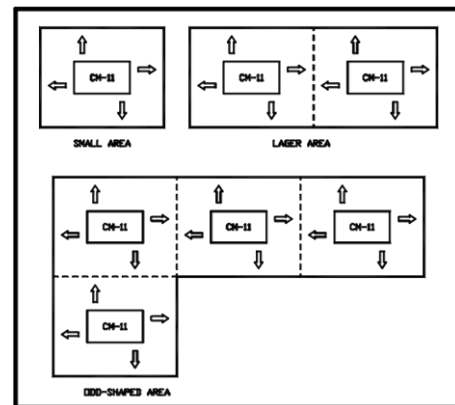 CM-11
CM-11 CM-11
SMALL AREA
LAGER AREA
CM-11 CM-11 CM-11
CM-11
ODD-SHAPED AREA